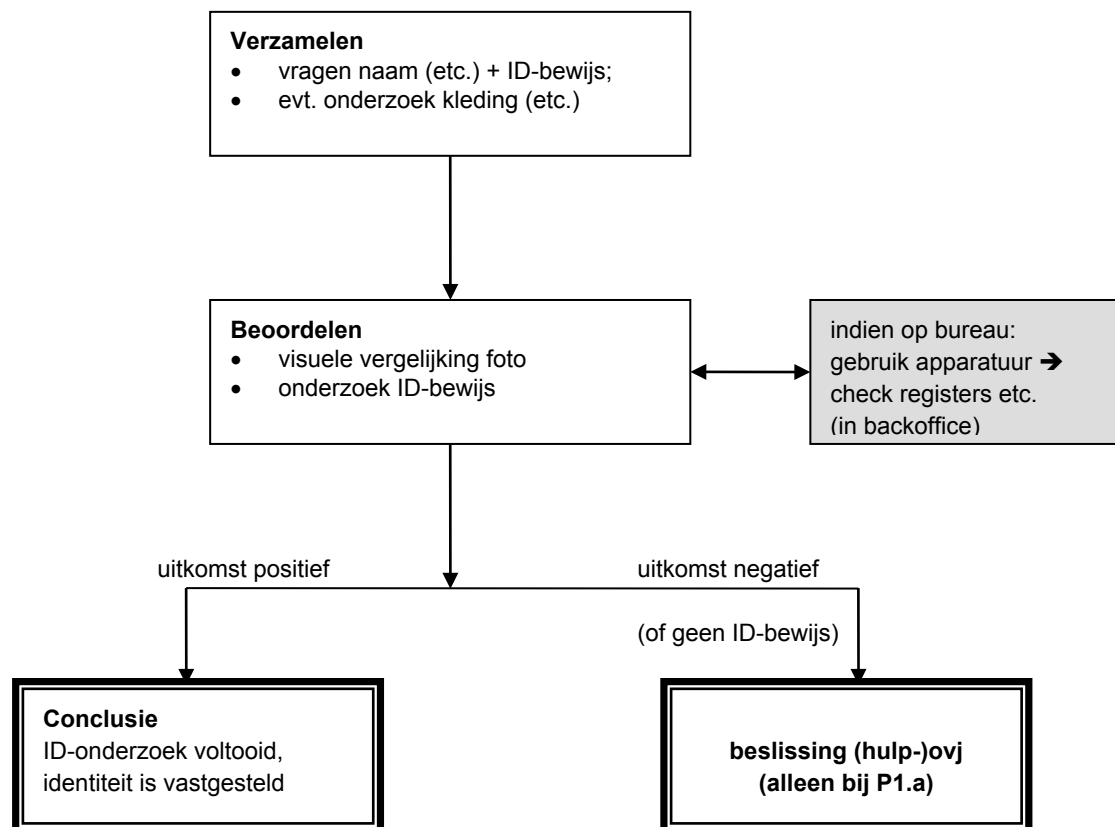 Verzamelen
• vragen naam (etc.) + ID-bewijs;
• evt. onderzoek kleding (etc.)
Beoordelen
• visuele vergelijking foto
• onderzoek ID-bewijs
indien op bureau:
gebruik apparatuur ➔
check registers etc.
(in backoffice)
uitkomst positief
uitkomst negatief
(of geen ID-bewijs)
Conclusie
ID-onderzoek voltooid,
identiteit is vastgesteld
beslissing (hulp-)ovj
(alleen bij P1.a)